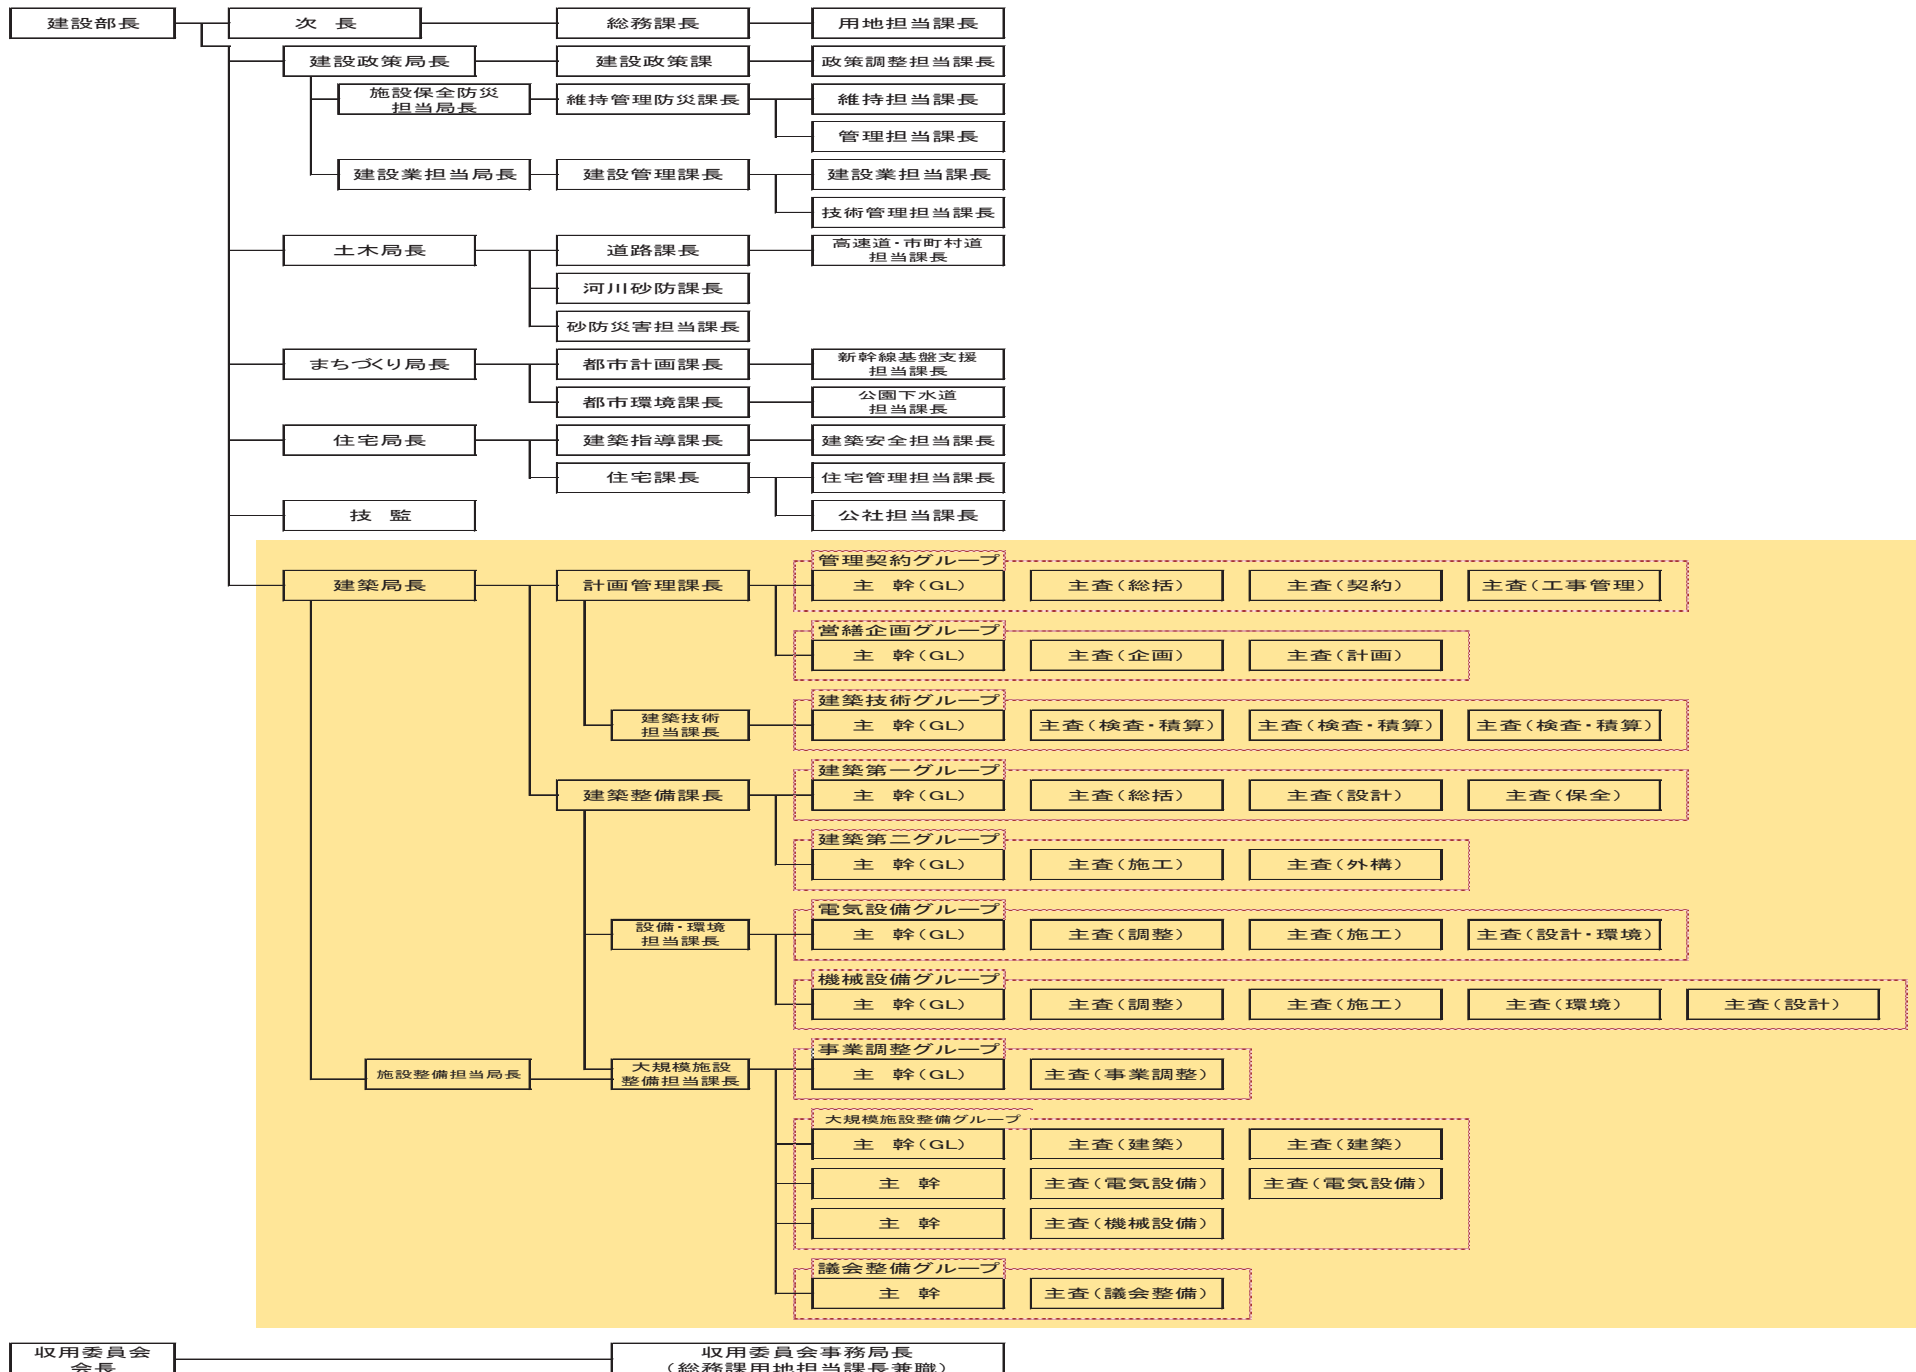 建設部長
次 長
総務課長
用地担当課長
建設政策局長
建設政策課
政策調整担当課長
施設保全防災
担当局長
維持管理防災課長
維持担当課長
管理担当課長
建設業担当局長
建設管理課長
建設業担当課長
技術管理担当課長
土木局長
道路課長
高速道・市町村道
担当課長
河川砂防課長
砂防災害担当課長
まちづくり局長
都市計画課長
新幹線基盤支援
担当課長
都市環境課長
公園下水道
担当課長
住宅局長
建築指導課長
建築安全担当課長
住宅課長
住宅管理担当課長
技 監
公社担当課長
建築局長
計画管理課長
管理契約グループ
主 幹(GL)
主査(総括)
主査(契約)
主査(工事管理)
営繕企画グループ
主 幹(GL)
主査(企画)
主査(計画)
建築技術
担当課長
建築技術グループ
主 幹(GL)
主査(検査・積算)
主査(検査・積算)
主査(検査・積算)
建築整備課長
建築第一グループ
主 幹(GL)
主査(総括)
主査(設計)
主査(保全)
建築第二グループ
主 幹(GL)
主査(施工)
主査(外構)
設備・環境
担当課長
電気設備グループ
主 幹(GL)
主査(調整)
主査(施工)
主査(設計・環境)
機械設備グループ
主 幹(GL)
主査(調整)
主査(施工)
主査(環境)
主査(設計)
施設整備担当局長
大規模施設
整備担当課長
事業調整グループ
主 幹(GL)
主査(事業調整)
大規模施設整備グループ
主 幹(GL)
主査(建築)
主査(建築)
主 幹
主査(電気設備)
主査(電気設備)
主 幹
主査(機械設備)
議会整備グループ
主 幹
主査(議会整備)
収用委員会
会長
収用委員会事務局長
(総務課用地担当課長兼職)